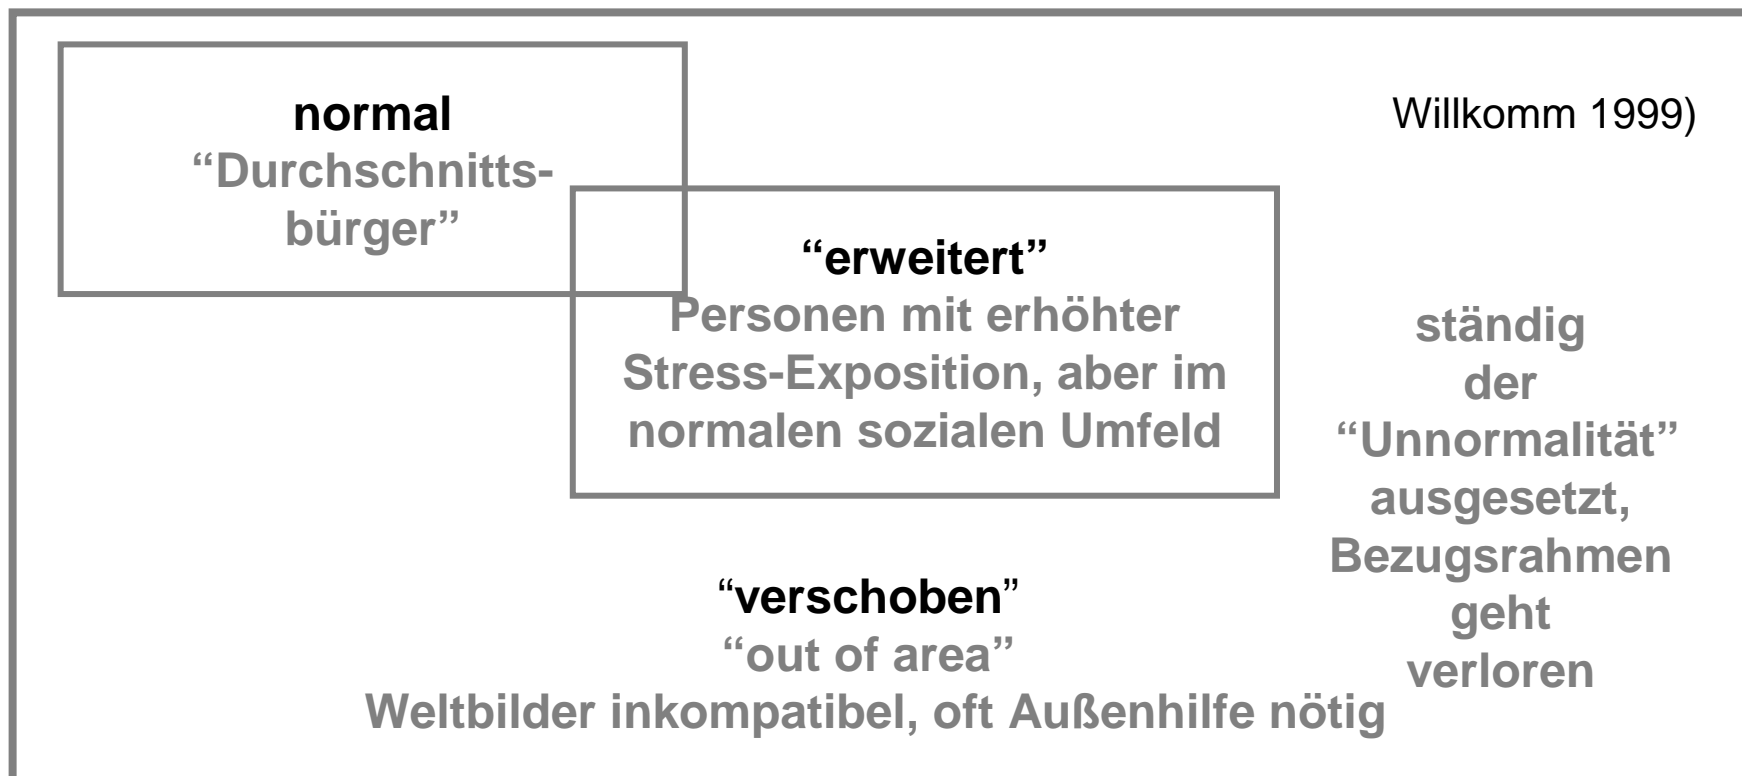 normal
“Durchschnitts-
bürger”
Willkomm 1999)
“erweitert”
Personen mit erhöhter
Stress-Exposition, aber im
normalen sozialen Umfeld
ständig
der
“Unnormalität”
ausgesetzt,
Bezugsrahmen
geht
verloren
“verschoben”
“out of area”
Weltbilder inkompatibel, oft Außenhilfe nötig